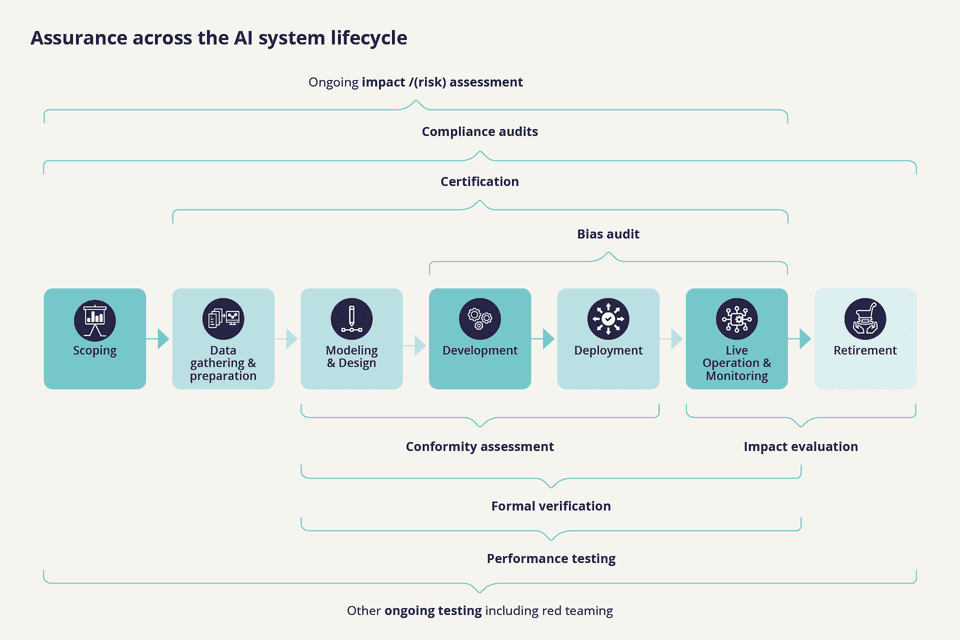 Assurance across the AI system lifecycle
Ongoing impact /(risk) assessment
Compliance audits
Certification
Bias audit
Scoping
Data
gathering &
preparation
Modeling
& Design
Development
Deployment
Live
Operation &
Monitoring
Retirement
Conformity assessment
Impact evaluation
Formal verification
Performance testing
Other ongoing testing including red teaming